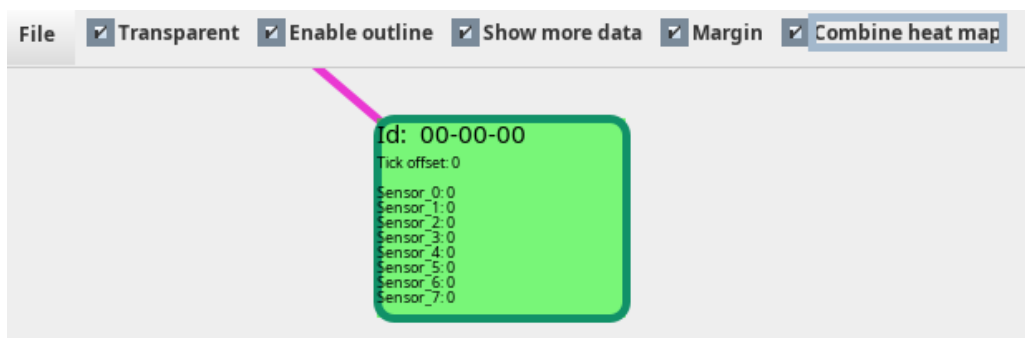 File Transparent Enable outline Show more data Margin Combine heat map
Id: 00-00-00
Tick offset: 0
Sensor_0: 0
Sensor_1: 0
Sensor_2: 0
Sensor_3: 0
Sensor_4: 0
Sensor_5: 0
Sensor_6: 0
Sensor_7: 0